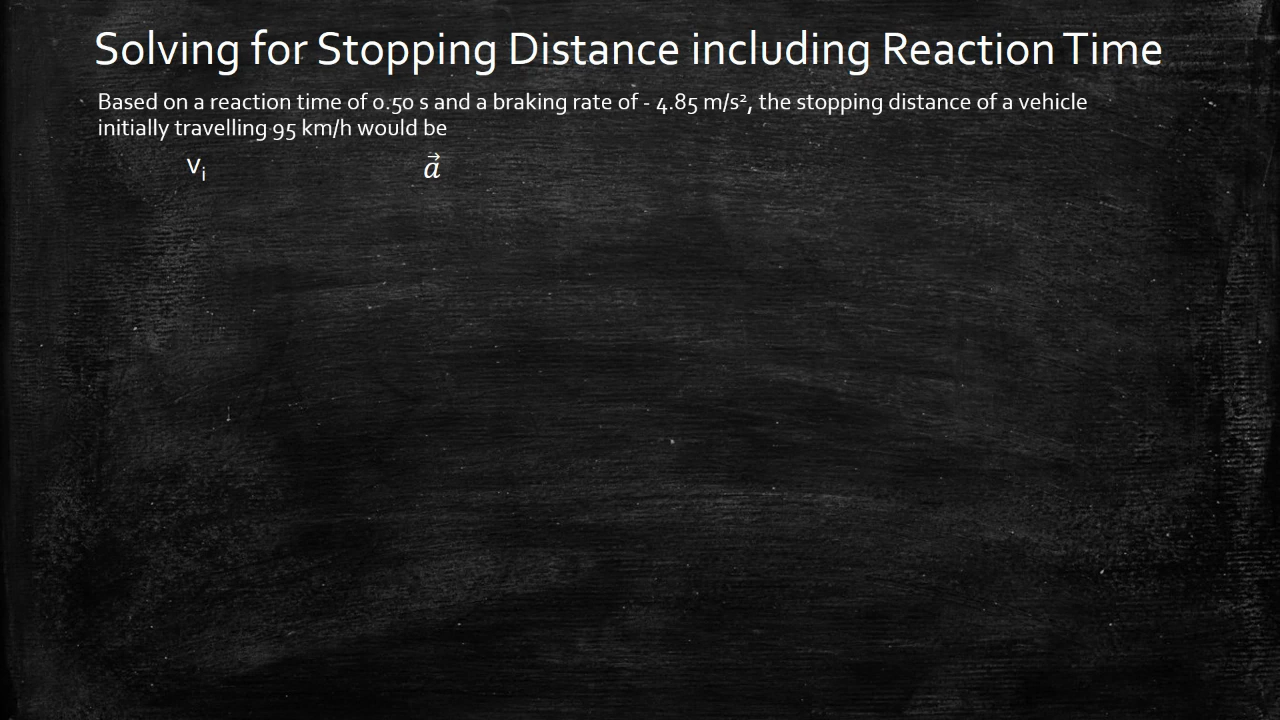 Solving for Stopping Distance including Reaction Time
Based on a reaction time of 0.50 s and a braking rate of - 4.85 m/s², the stopping distance of a vehicle
initially travelling 95 km/h would be
vᵢ a⃗